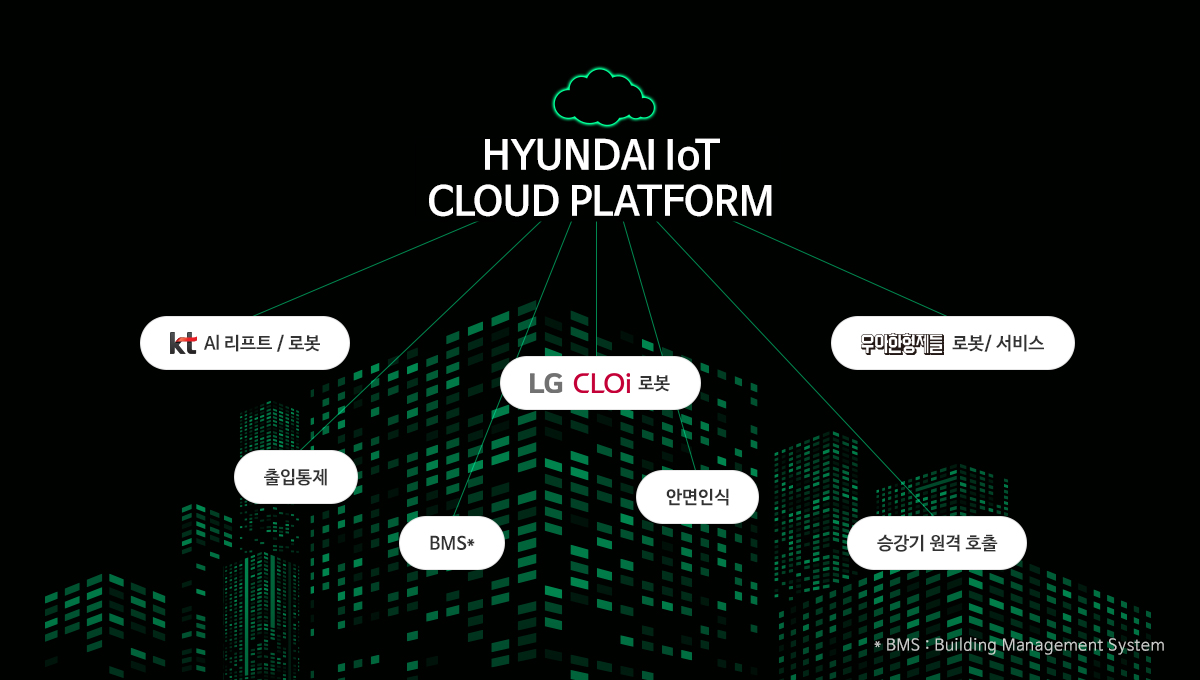 HYUNDAI IoT
CLOUD PLATFORM
kt AI 리프트 / 로봇
우아한형제들 로봇/ 서비스
LG CLOi 로봇
출입통제
안면인식
BMS*
승강기 원격 호출
* BMS : Building Management System